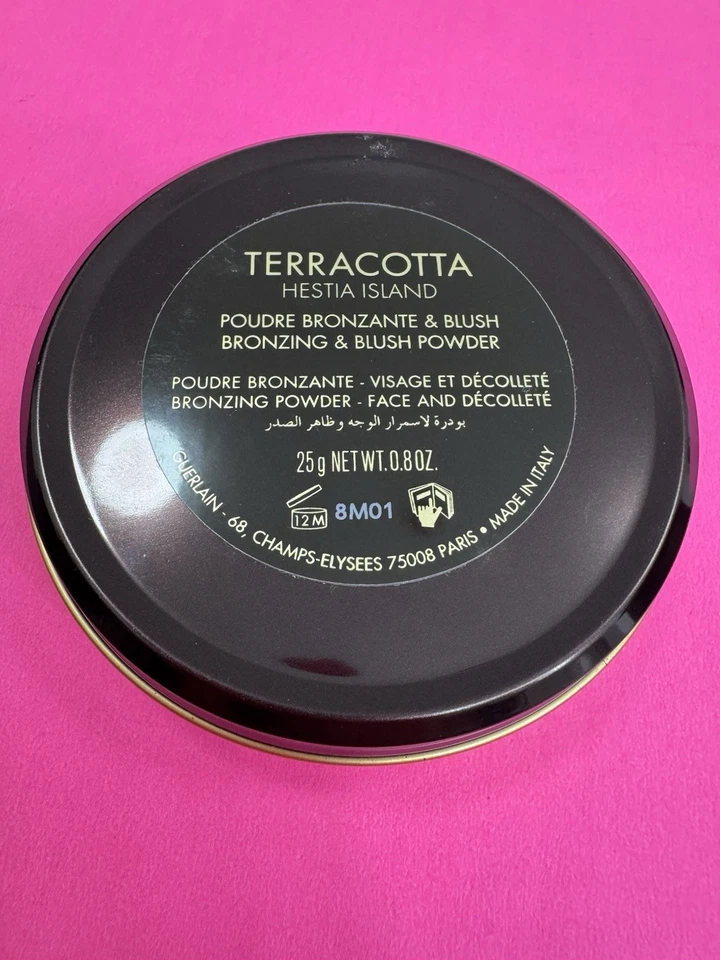 TERRACOTTA
HESTIA ISLAND
POUDRE BRONZANTE & BLUSH
BRONZING & BLUSH POWDER
POUDRE BRONZANTE - VISAGE ET DÉCOLLETÉ
BRONZING POWDER - FACE AND DÉCOLLETÉ
بودرة لاسمرار الوجه وظاهر الصدر
25g NET WT. 0.8 OZ.
12 M 8M01
GUERLAIN - 68, CHAMPS-ELYSEES 75008 PARIS • MADE IN ITALY